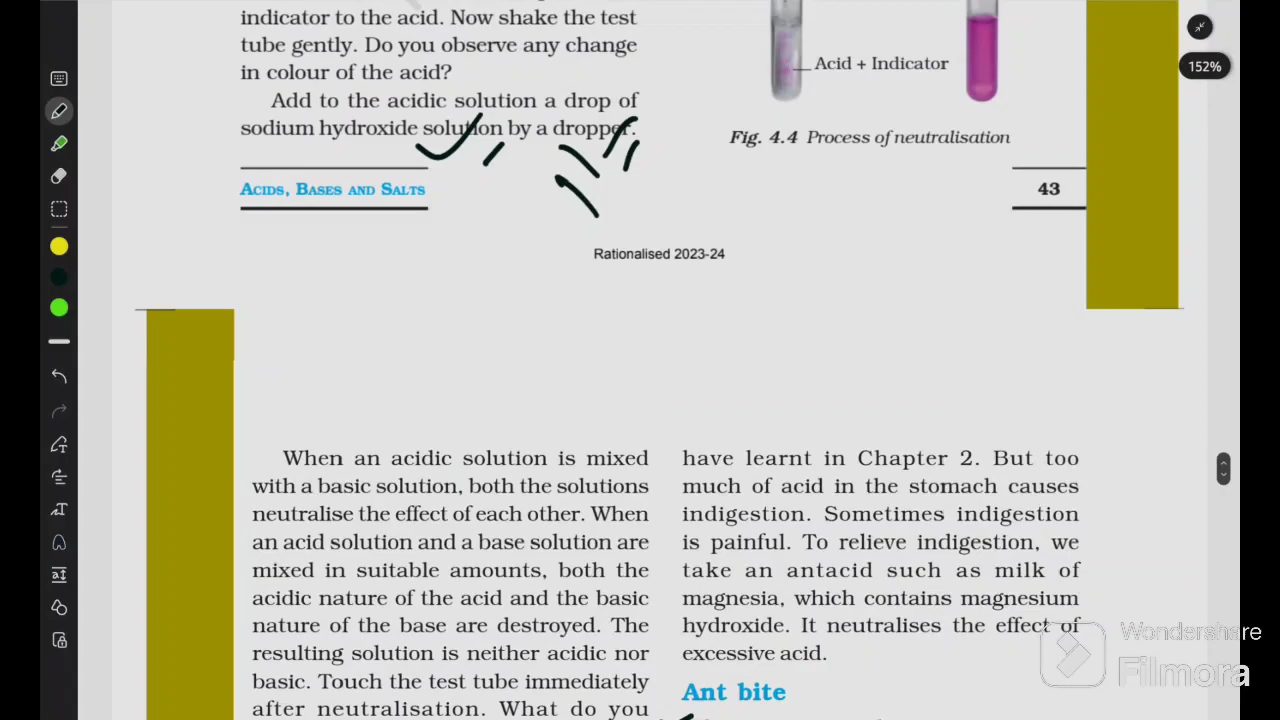 indicator to the acid. Now shake the test
tube gently. Do you observe any change
in colour of the acid?
Add to the acidic solution a drop of
sodium hydroxide solution by a dropper.
Acid + Indicator
Fig. 4.4 Process of neutralisation
ACIDS, BASES AND SALTS
43
Rationalised 2023-24
When an acidic solution is mixed
with a basic solution, both the solutions
neutralise the effect of each other. When
an acid solution and a base solution are
mixed in suitable amounts, both the
acidic nature of the acid and the basic
nature of the base are destroyed. The
resulting solution is neither acidic nor
basic. Touch the test tube immediately
after neutralisation. What do you
have learnt in Chapter 2. But too
much of acid in the stomach causes
indigestion. Sometimes indigestion
is painful. To relieve indigestion, we
take an antacid such as milk of
magnesia, which contains magnesium
hydroxide. It neutralises the effect of
excessive acid.
Ant bite
152%
Wondershare
Filmora